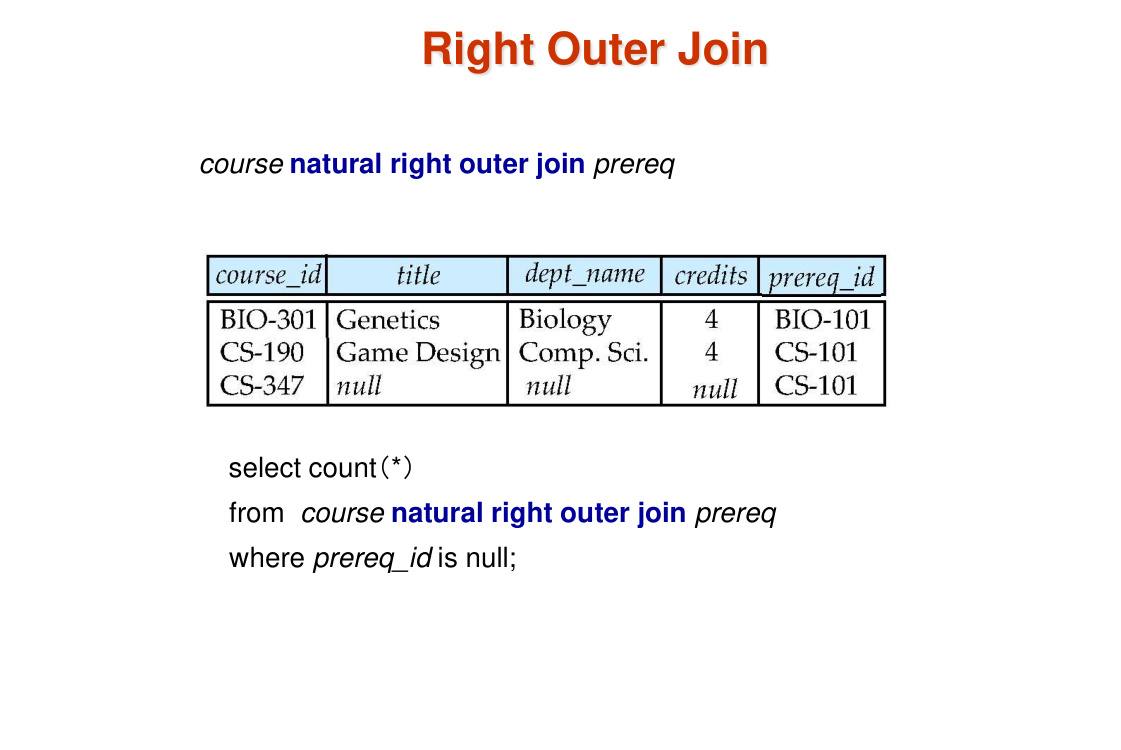 Right Outer Join
course natural right outer join prereq
course_id title dept_name credits prereq_id
BIO-301 Genetics Biology 4 BIO-101
CS-190 Game Design Comp. Sci. 4 CS-101
CS-347 null null null CS-101
select count（*）
from course natural right outer join prereq
where prereq_id is null;